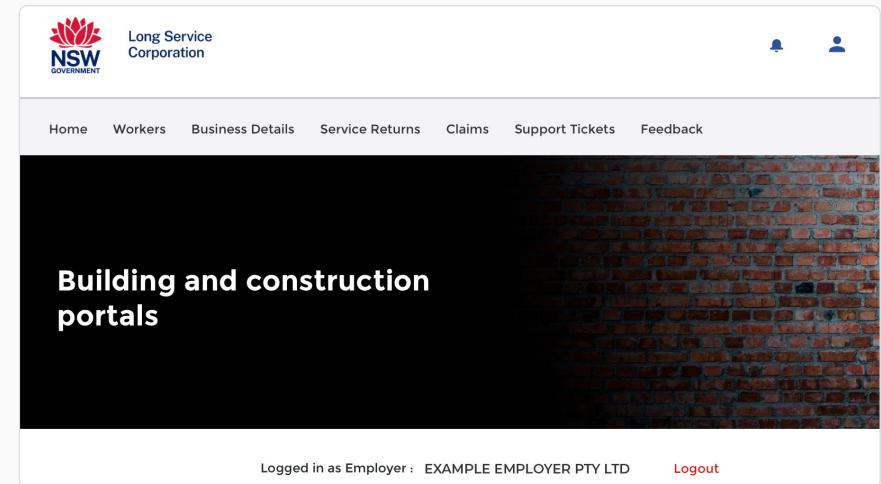 Long Service
Corporation
NSW
GOVERNMENT
Home Workers Business Details Service Returns Claims Support Tickets Feedback
Building and construction
portals
Logged in as Employer : EXAMPLE EMPLOYER PTY LTD Logout